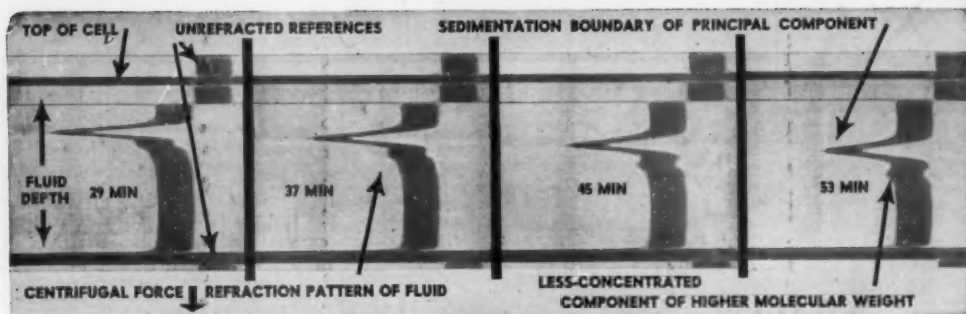 TOP OF CELL
UNREFRACTED REFERENCES
SEDIMENTATION BOUNDARY OF PRINCIPAL COMPONENT
FLUID
DEPTH
29 MIN
37 MIN
45 MIN
53 MIN
CENTRIFUGAL FORCE
REFRACTION PATTERN OF FLUID
LESS-CONCENTRATED
COMPONENT OF HIGHER MOLECULAR WEIGHT